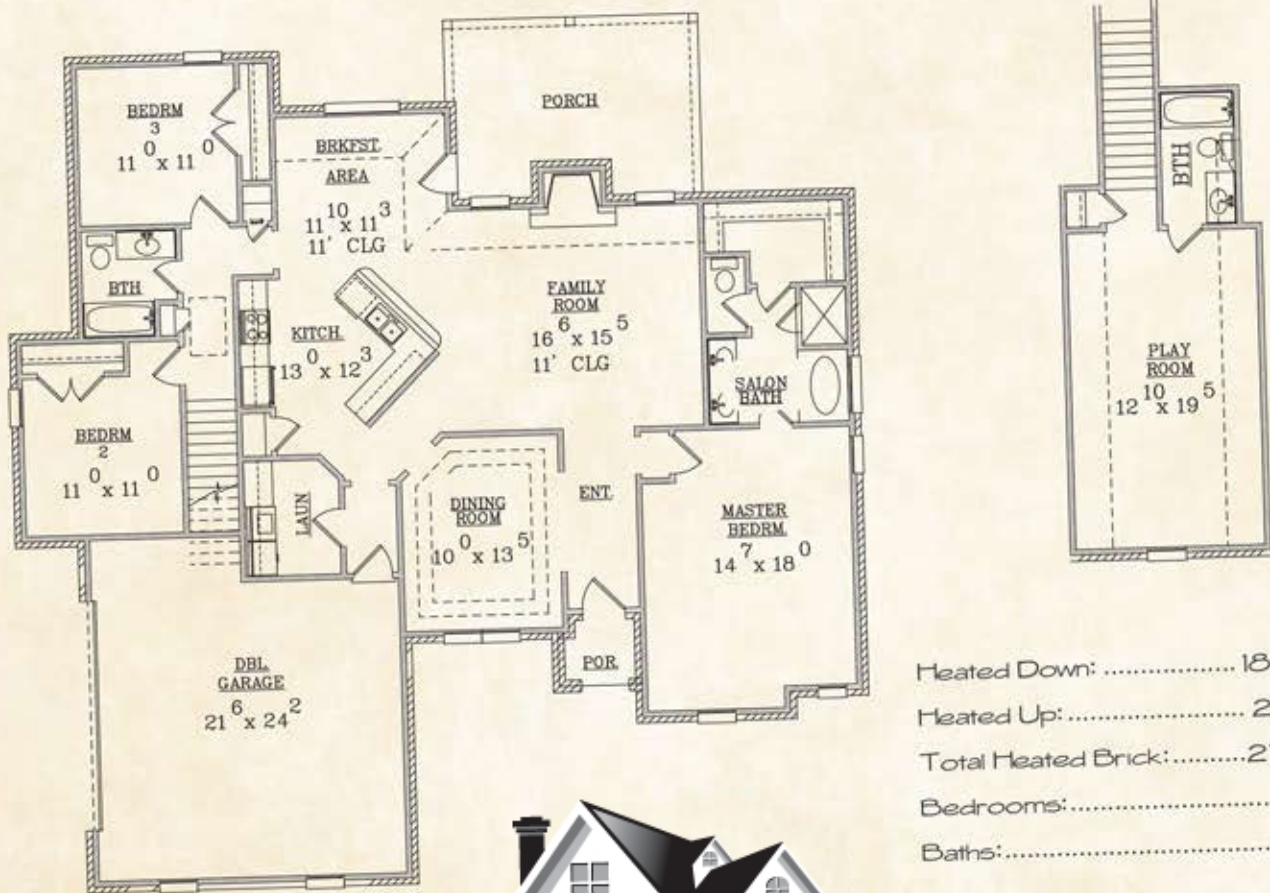 BEDRM
3
11 0 x 11 0
BRKFST
AREA
11 10 x 11 3
11' CLG
PORCH
BTH
KITCH
13 0 x 12 3
FAMILY
ROOM
16 6 x 15 5
11' CLG
SALON
BATH
BEDRM
2
11 0 x 11 0
LAUN
DINING
ROOM
10 0 x 13 5
ENT
MASTER
BEDRM
14 7 x 18 0
DBL
GARAGE
21 6 x 24 2
POR
BTH
PLAY
ROOM
12 10 x 19 5
Heated Down: .................. 18
Heated Up: ....................... 2
Total Heated Brick: .......... 2
Bedrooms: .........................
Baths: .................................